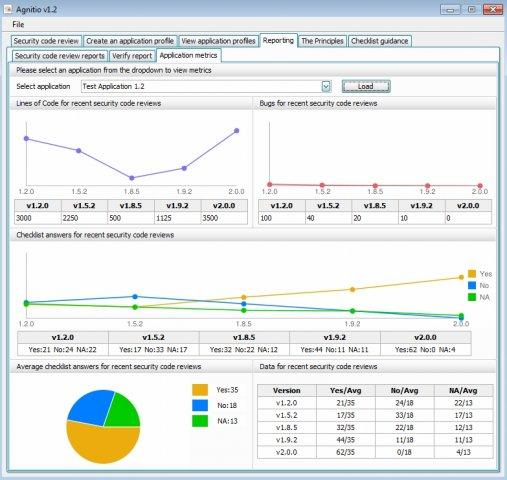 Agnitio v1.2
File
Security code review Create an application profile View application profiles Reporting The Principles Checklist guidance
Security code review reports Verify report Application metrics
Please select an application from the dropdown to view metrics
Select application Test Application 1.2 Load
Lines of Code for recent security code reviews Bugs for recent security code reviews
1.2.0 1.5.2 1.8.5 1.9.2 2.0.0 1.2.0 1.5.2 1.8.5 1.9.2 2.0.0
v1.2.0 v1.5.2 v1.8.5 v1.9.2 v2.0.0 v1.2.0 v1.5.2 v1.8.5 v1.9.2 v2.0.0
3000 2250 500 1125 3500 100 40 20 10 0
Checklist answers for recent security code reviews
Yes
No
NA
1.2.0 1.5.2 1.8.5 1.9.2 2.0.0
v1.2.0 v1.5.2 v1.8.5 v1.9.2 v2.0.0
Yes:21 No:24 NA:22 Yes:17 No:33 NA:17 Yes:32 No:22 NA:12 Yes:44 No:11 NA:11 Yes:62 No:0 NA:4
Average checklist answers for recent security code reviews Data for recent security code reviews
Yes:35
No:18
NA:13
Version Yes/Avg No/Avg NA/Avg
v1.2.0 21/35 24/18 22/13
v1.5.2 17/35 33/18 17/13
v1.8.5 32/35 22/18 12/13
v1.9.2 44/35 11/18 11/13
v2.0.0 62/35 0/18 4/13